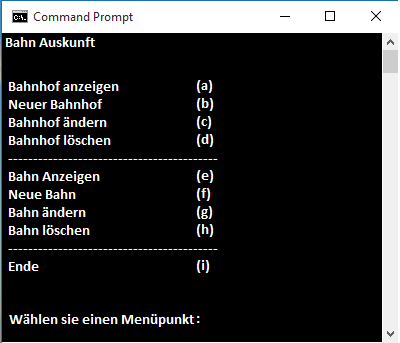 Command Prompt
Bahn Auskunft
Bahnhof anzeigen (a)
Neuer Bahnhof (b)
Bahnhof ändern (c)
Bahnhof löschen (d)
------------------------------------------
Bahn Anzeigen (e)
Neue Bahn (f)
Bahn ändern (g)
Bahn löschen (h)
------------------------------------------
Ende (i)
Wählen sie einen Menüpunkt: